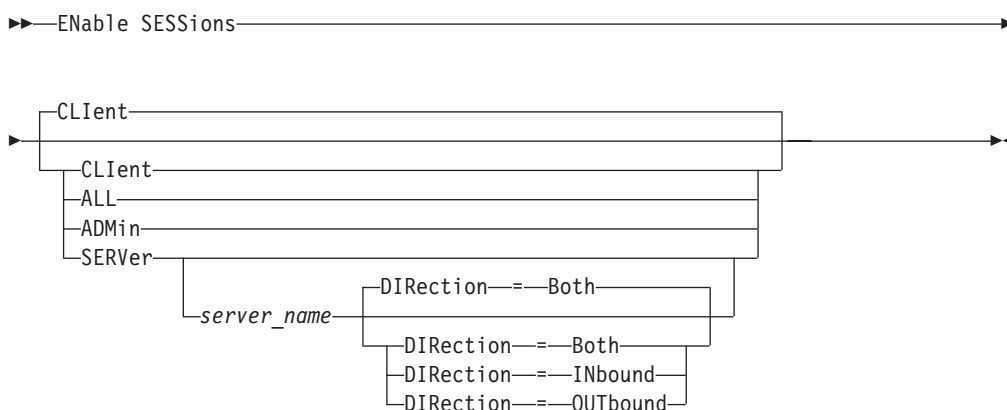 ENable SESSions
CLIent
CLIent
ALL
ADMin
SERVer
DIRection = Both
server_name
DIRection = Both
DIRection = INbound
DIRection = OUTbound